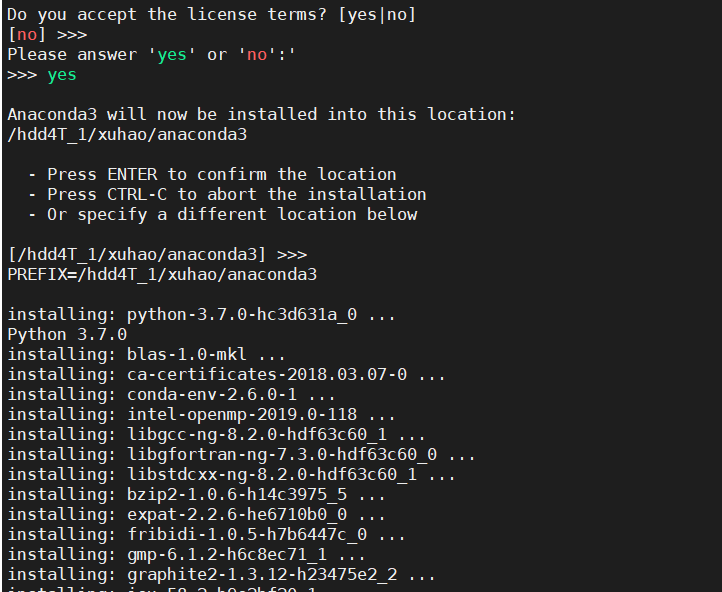 Do you accept the license terms? [yes|no]
[no] >>>
Please answer 'yes' or 'no':'
>>> yes
Anaconda3 will now be installed into this location:
/hdd4T_1/xuhao/anaconda3
- Press ENTER to confirm the location
- Press CTRL-C to abort the installation
- Or specify a different location below
[/hdd4T_1/xuhao/anaconda3] >>>
PREFIX=/hdd4T_1/xuhao/anaconda3
installing: python-3.7.0-hc3d631a_0 ...
Python 3.7.0
installing: blas-1.0-mkl ...
installing: ca-certificates-2018.03.07-0 ...
installing: conda-env-2.6.0-1 ...
installing: intel-openmp-2019.0-118 ...
installing: libgcc-ng-8.2.0-hdf63c60_1 ...
installing: libgfortran-ng-7.3.0-hdf63c60_0 ...
installing: libstdcxx-ng-8.2.0-hdf63c60_1 ...
installing: bzip2-1.0.6-h14c3975_5 ...
installing: expat-2.2.6-he6710b0_0 ...
installing: fribidi-1.0.5-h7b6447c_0 ...
installing: gmp-6.1.2-h6c8ec71_1 ...
installing: graphite2-1.3.12-h23475e2_2 ...
installing: